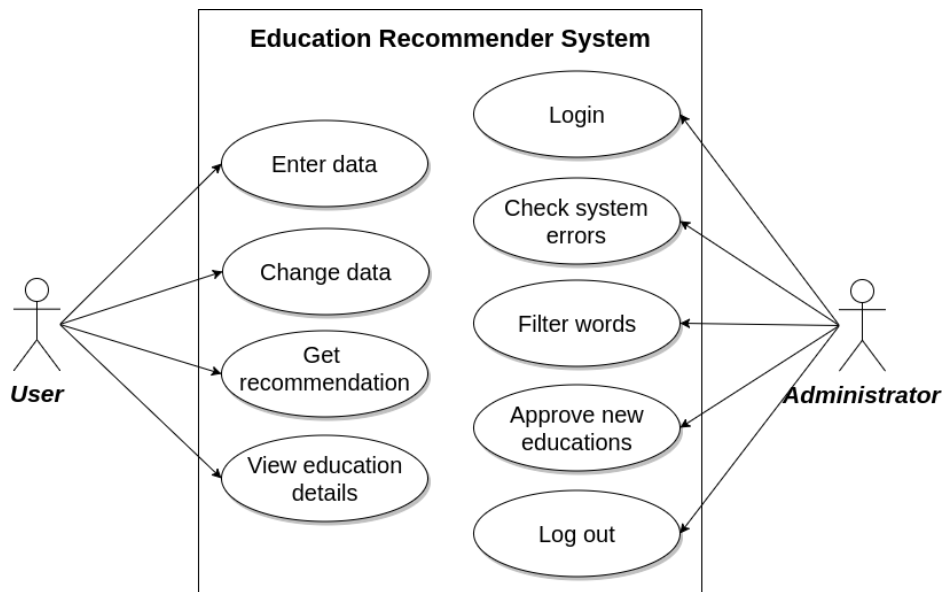 Education Recommender System
Enter data
Change data
Get
recommendation
View education
details
Login
Check system
errors
Filter words
Approve new
educations
Log out
User
Administrator